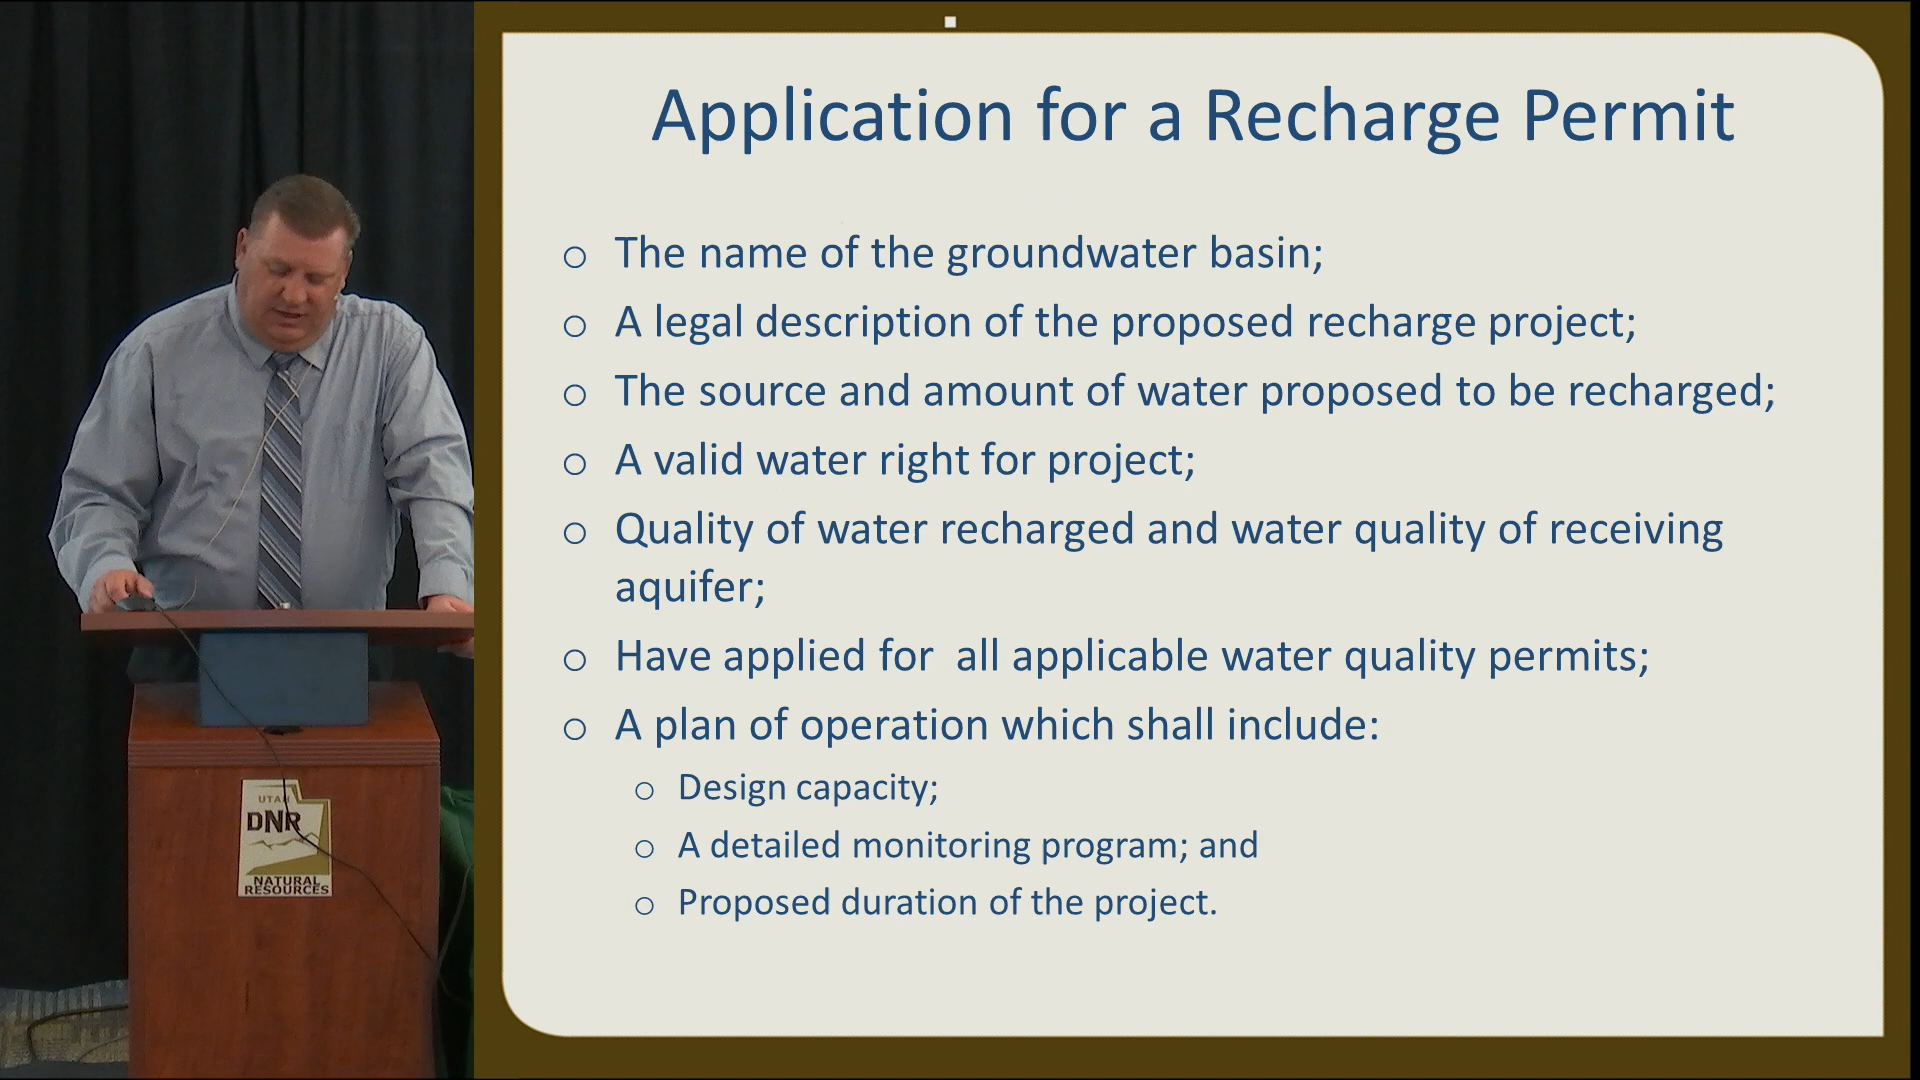 Application for a Recharge Permit
o The name of the groundwater basin;
o A legal description of the proposed recharge project;
o The source and amount of water proposed to be recharged;
o A valid water right for project;
o Quality of water recharged and water quality of receiving
aquifer;
o Have applied for  all applicable water quality permits;
o A plan of operation which shall include:
o Design capacity;
o A detailed monitoring program; and
o Proposed duration of the project.
UTAH
DNR
NATURAL
RESOURCES